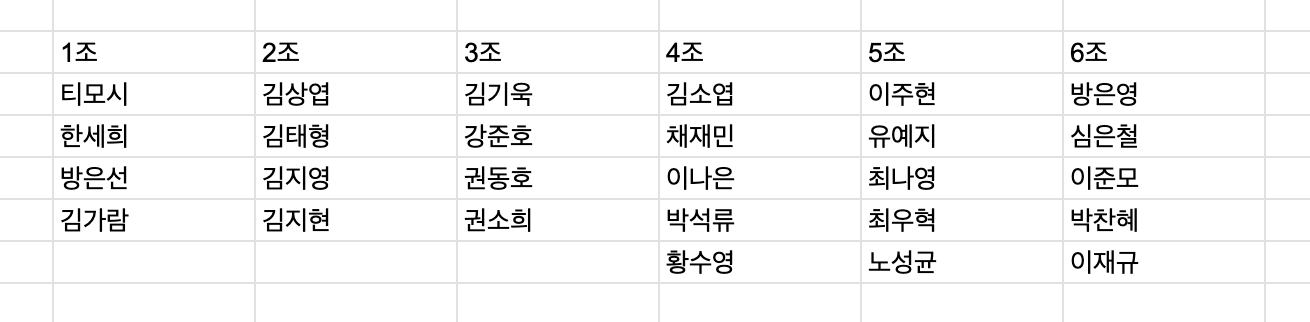 1조 2조 3조 4조 5조 6조
티모시 김상엽 김기욱 김소엽 이주현 방은영
한세희 김태형 강준호 채재민 유예지 심은철
방은선 김지영 권동호 이나은 최나영 이준모
김가람 김지현 권소희 박석류 최우혁 박찬혜
황수영 노성균 이재규